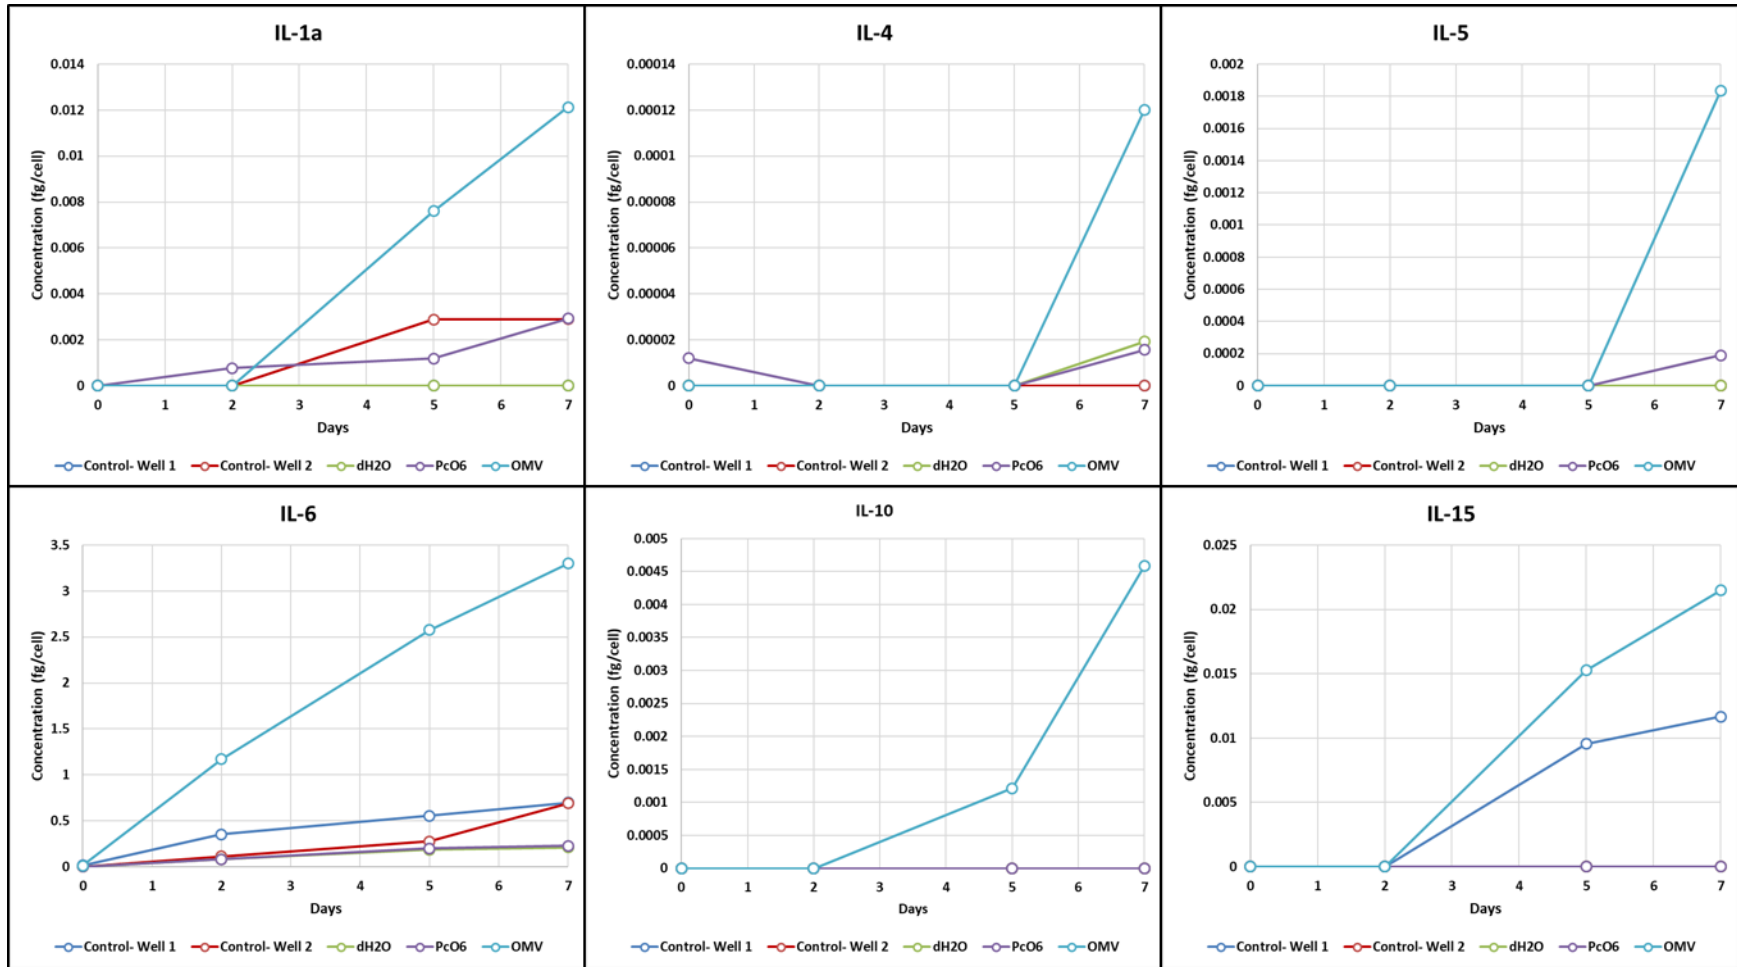 IL-1a
0.014
0.012
0.01
0.008
0.006
0.004
0.002
0
Concentration (fg/cell)
0 1 2 3 4 5 6 7
Days
Control- Well 1 Control- Well 2 dH2O PcO6 OMV
IL-4
0.00014
0.00012
0.0001
0.00008
0.00006
0.00004
0.00002
0
Concentration (fg/cell)
0 1 2 3 4 5 6 7
Days
Control- Well 1 Control- Well 2 dH2O PcO6 OMV
IL-5
0.002
0.0018
0.0016
0.0014
0.0012
0.001
0.0008
0.0006
0.0004
0.0002
0
Concentration (fg/cell)
0 1 2 3 4 5 6 7
Days
Control- Well 1 Control- Well 2 dH2O PcO6 OMV
IL-6
3.5
3
2.5
2
1.5
1
0.5
0
Concentration (fg/cell)
0 1 2 3 4 5 6 7
Days
Control- Well 1 Control- Well 2 dH2O PcO6 OMV
IL-10
0.005
0.0045
0.004
0.0035
0.003
0.0025
0.002
0.0015
0.001
0.0005
0
Concentration (fg/cell)
0 1 2 3 4 5 6 7
Days
Control- Well 1 Control- Well 2 dH2O PcO6 OMV
IL-15
0.025
0.02
0.015
0.01
0.005
0
Concentration (fg/cell)
0 1 2 3 4 5 6 7
Days
Control- Well 1 Control- Well 2 dH2O PcO6 OMV